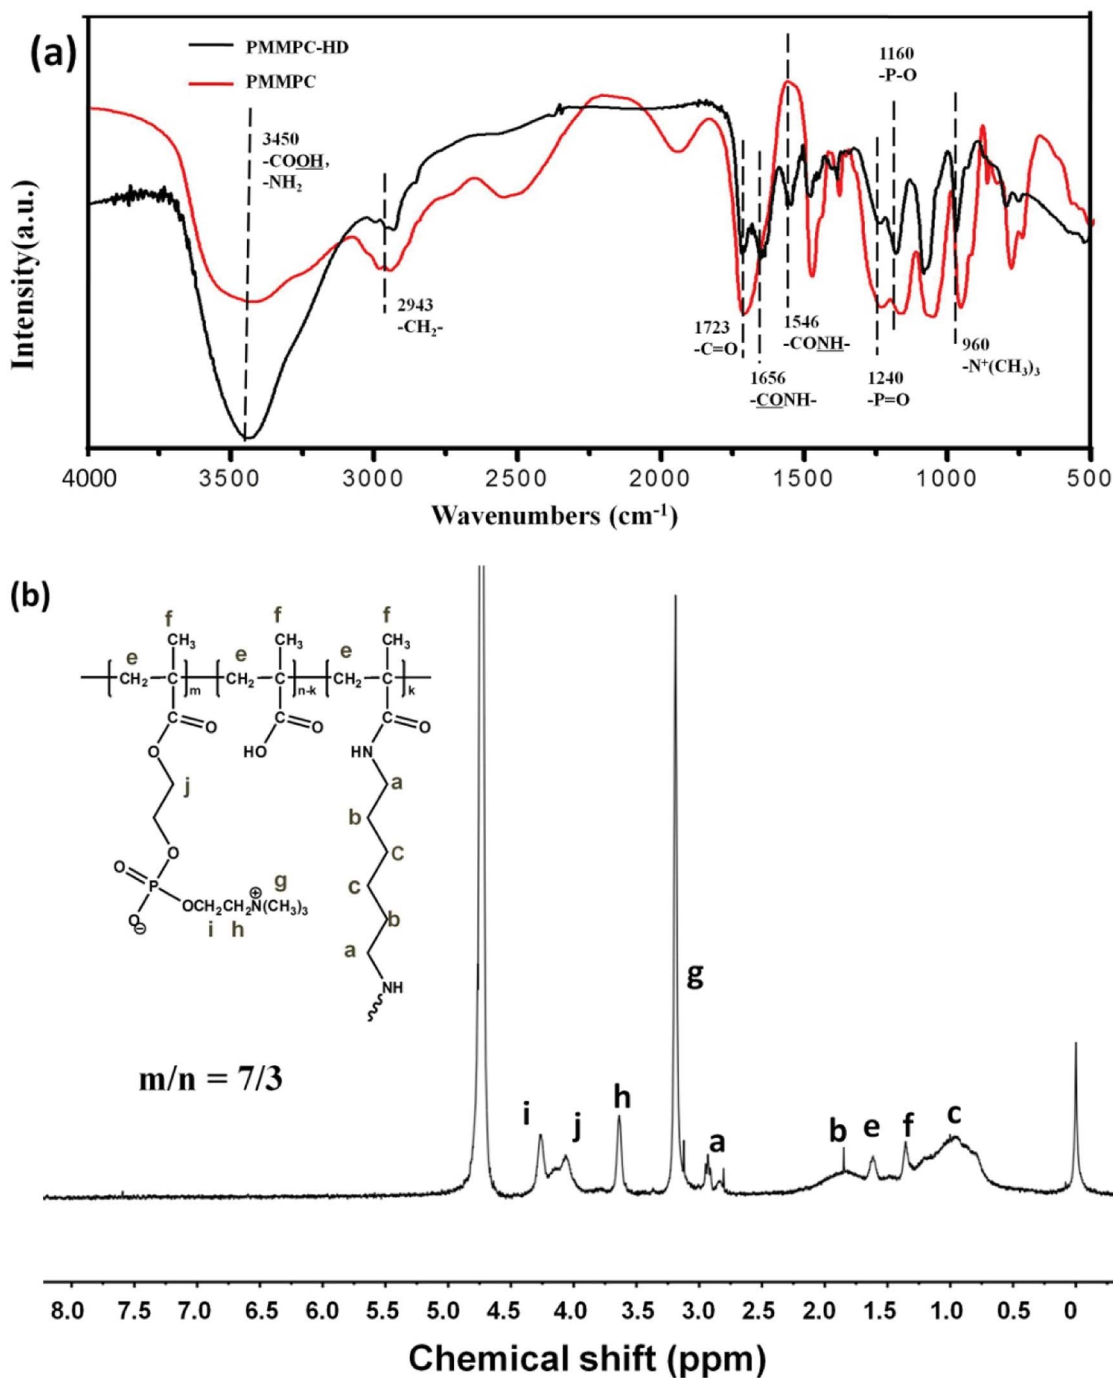 (a)
PMMPC-HD
PMMPC
3450
-COOH,
-NH₂
2943
-CH₂-
1723
-C=O
1656
-CONH-
1546
-CONH-
1160
-P-O
1240
-P=O
960
-N⁺(CH₃)₃
Intensity(a.u.)
4000 3500 3000 2500 2000 1500 1000 500
Wavenumbers (cm⁻¹)
(b)
f f f
CH₃ CH₃ CH₃
e e e
CH₂ C m CH₂ C n-k CH₂ C k
C O C O C O
O HO HN
j a
b
C
O c
O P g b
O⊖ OCH₂CH₂N⊕(CH₃)₃
i h a
NH
m/n = 7/3
i j h g a b e f c
8.0 7.5 7.0 6.5 6.0 5.5 5.0 4.5 4.0 3.5 3.0 2.5 2.0 1.5 1.0 0.5 0
Chemical shift (ppm)